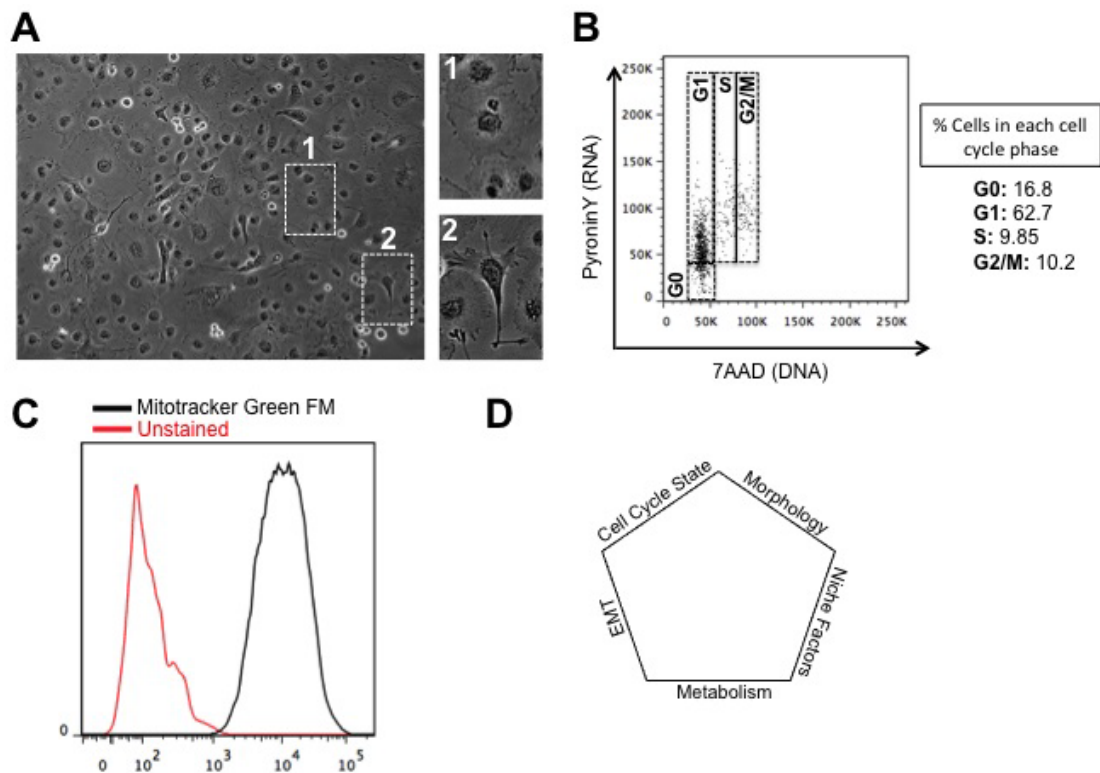 A
1
2
1
2
B
PyroninY (RNA)
250K
200K
150K
100K
50K
0
G0
G1
S
G2/M
0 50K 100K 150K 200K 250K
7AAD (DNA)
% Cells in each cell
cycle phase
G0: 16.8
G1: 62.7
S: 9.85
G2/M: 10.2
C
Mitotracker Green FM
Unstained
0
0 10² 10³ 10⁴ 10⁵
D
Cell Cycle State
Morphology
EMT
Niche Factors
Metabolism